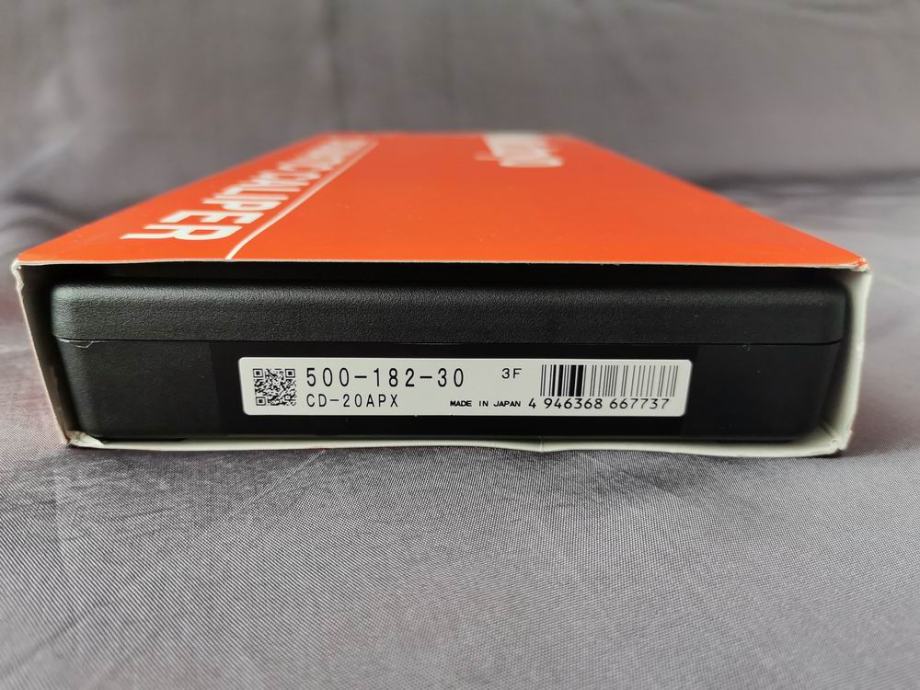 CALIPER
500-182-30 3F
CD-20APX MADE IN JAPAN 4 946368 667737